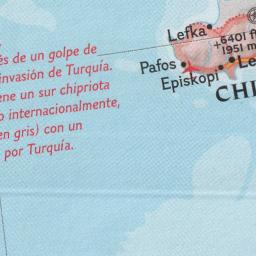 és de un golpe de
invasión de Turquía.
ene un sur chipriota
o internacionalmente,
en gris) con un
por Turquía.
Lefka
+6401 ft
1951 m
Pafos
Episkopi
Le
CHI